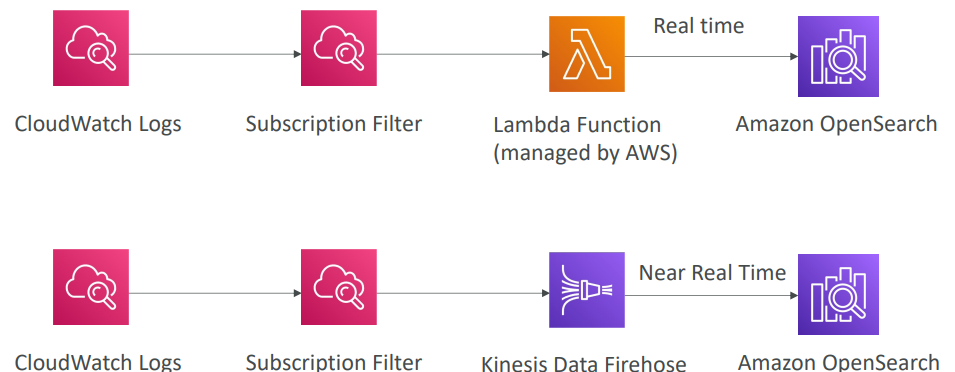 Real time
CloudWatch Logs
Subscription Filter
Lambda Function
(managed by AWS)
Amazon OpenSearch
Near Real Time
CloudWatch Logs
Subscription Filter
Kinesis Data Firehose
Amazon OpenSearch